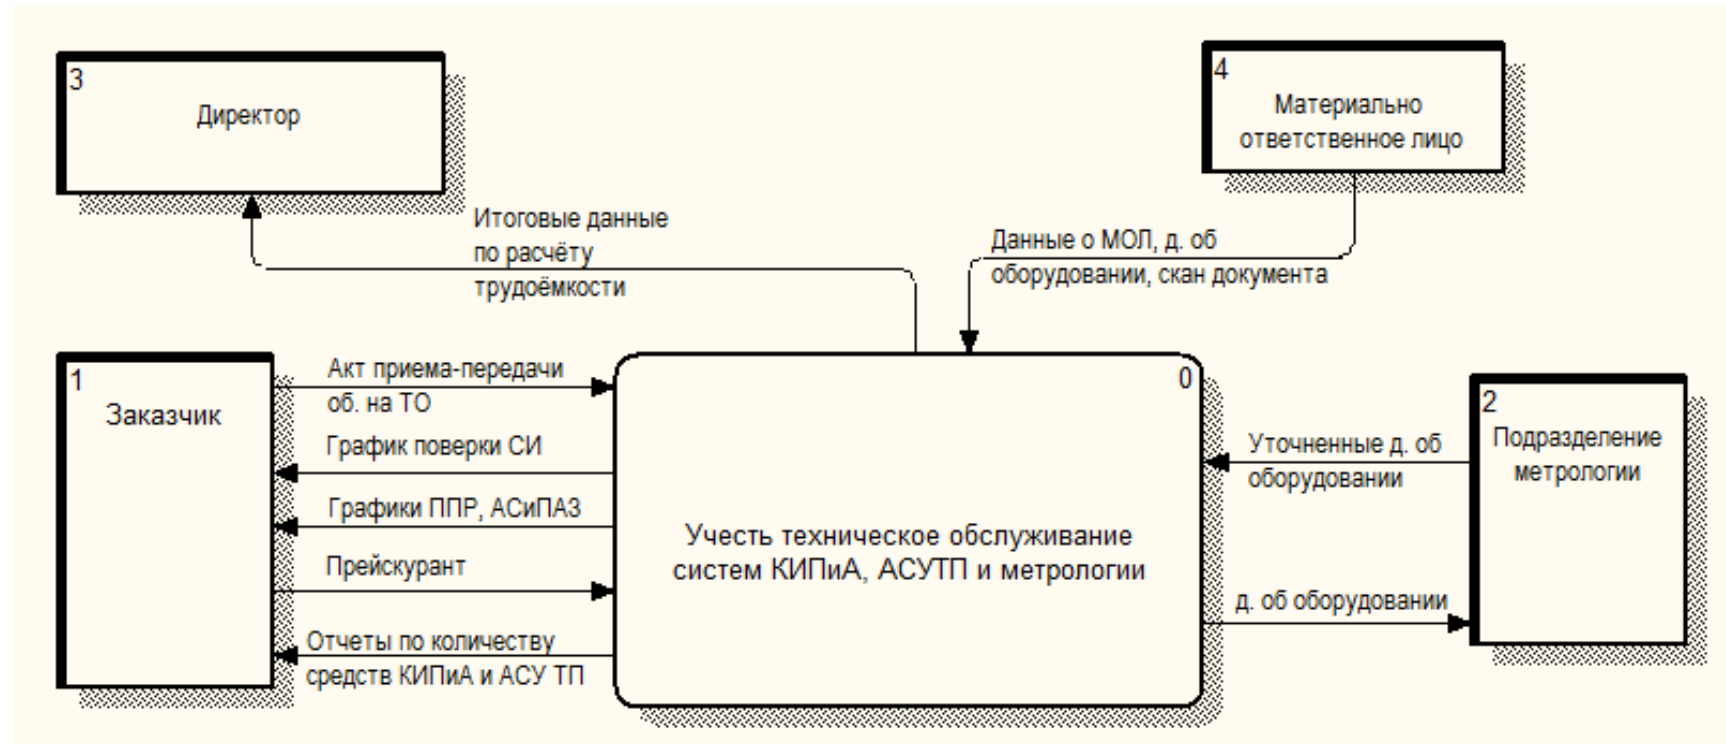 3
Директор
4
Материально
ответственное лицо
Итоговые данные
по расчёту
трудоёмкости
Данные о МОЛ, д. об
оборудовании, скан документа
1
Заказчик
Акт приема-передачи
об. на ТО
График поверки СИ
Графики ППР, АСиПАЗ
Прейскурант
Отчеты по количеству
средств КИПиА и АСУ ТП
0
Учесть техническое обслуживание
систем КИПиА, АСУТП и метрологии
Уточненные д. об
оборудовании
д. об оборудовании
2
Подразделение
метрологии